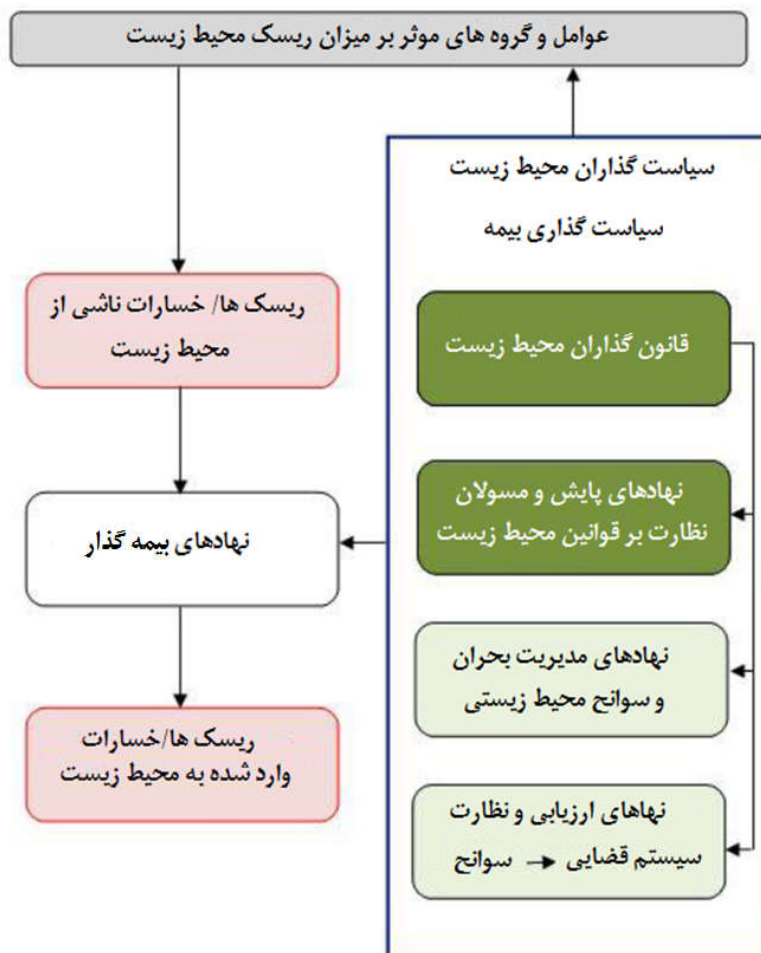 عوامل و گروه های موثر بر میزان ریسک محیط زیست
سیاست گذاران محیط زیست
سیاست گذاری بیمه
ریسک ها/ خسارات ناشی از
محیط زیست
قانون گذاران محیط زیست
نهادهای پایش و مسولان
نظارت بر قوانین محیط زیست
نهادهای بیمه گذار
نهادهای مدیریت بحران
و سوانح محیط زیستی
ریسک ها/خسارات
وارد شده به محیط زیست
نهاهای ارزیابی و نظارت
سیستم قضایی → سوانح